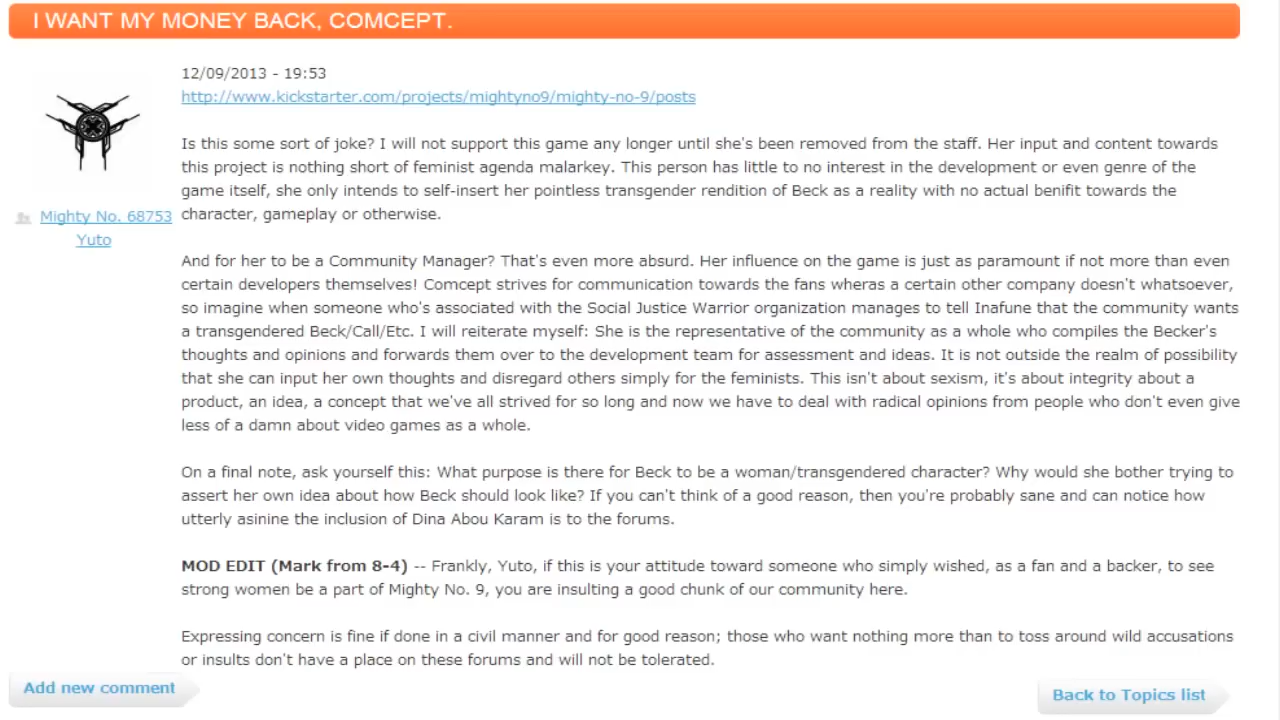 I WANT MY MONEY BACK, COMCEPT.
12/09/2013 - 19:53
http://www.kickstarter.com/projects/mightyno9/mighty-no-9/posts
Is this some sort of joke? I will not support this game any longer until she's been removed from the staff. Her input and content towards
this project is nothing short of feminist agenda malarkey. This person has little to no interest in the development or even genre of the
game itself, she only intends to self-insert her pointless transgender rendition of Beck as a reality with no actual benifit towards the
character, gameplay or otherwise.
Mighty No. 68753
Yuto
And for her to be a Community Manager? That's even more absurd. Her influence on the game is just as paramount if not more than even
certain developers themselves! Comcept strives for communication towards the fans wheras a certain other company doesn't whatsoever,
so imagine when someone who's associated with the Social Justice Warrior organization manages to tell Inafune that the community wants
a transgendered Beck/Call/Etc. I will reiterate myself: She is the representative of the community as a whole who compiles the Becker's
thoughts and opinions and forwards them over to the development team for assessment and ideas. It is not outside the realm of possibility
that she can input her own thoughts and disregard others simply for the feminists. This isn't about sexism, it's about integrity about a
product, an idea, a concept that we've all strived for so long and now we have to deal with radical opinions from people who don't even give
less of a damn about video games as a whole.
On a final note, ask yourself this: What purpose is there for Beck to be a woman/transgendered character? Why would she bother trying to
assert her own idea about how Beck should look like? If you can't think of a good reason, then you're probably sane and can notice how
utterly asinine the inclusion of Dina Abou Karam is to the forums.
MOD EDIT (Mark from 8-4) -- Frankly, Yuto, if this is your attitude toward someone who simply wished, as a fan and a backer, to see
strong women be a part of Mighty No. 9, you are insulting a good chunk of our community here.
Expressing concern is fine if done in a civil manner and for good reason; those who want nothing more than to toss around wild accusations
or insults don't have a place on these forums and will not be tolerated.
Add new comment
Back to Topics list